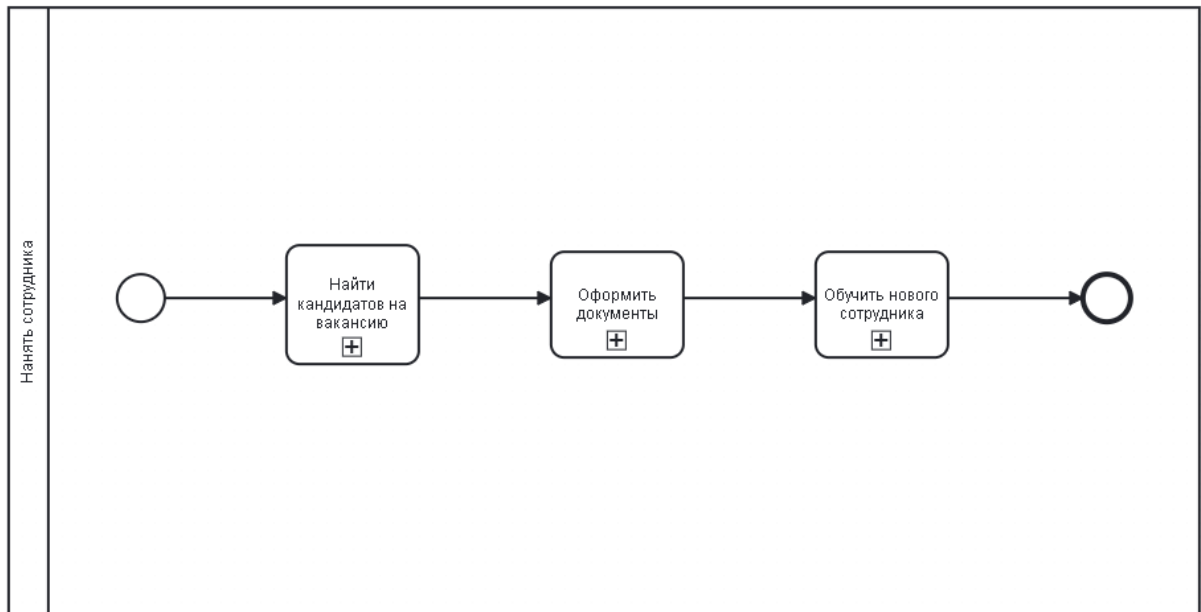 Нанять сотрудника
Найти
кандидатов на
вакансию
Оформить
документы
Обучить нового
сотрудника